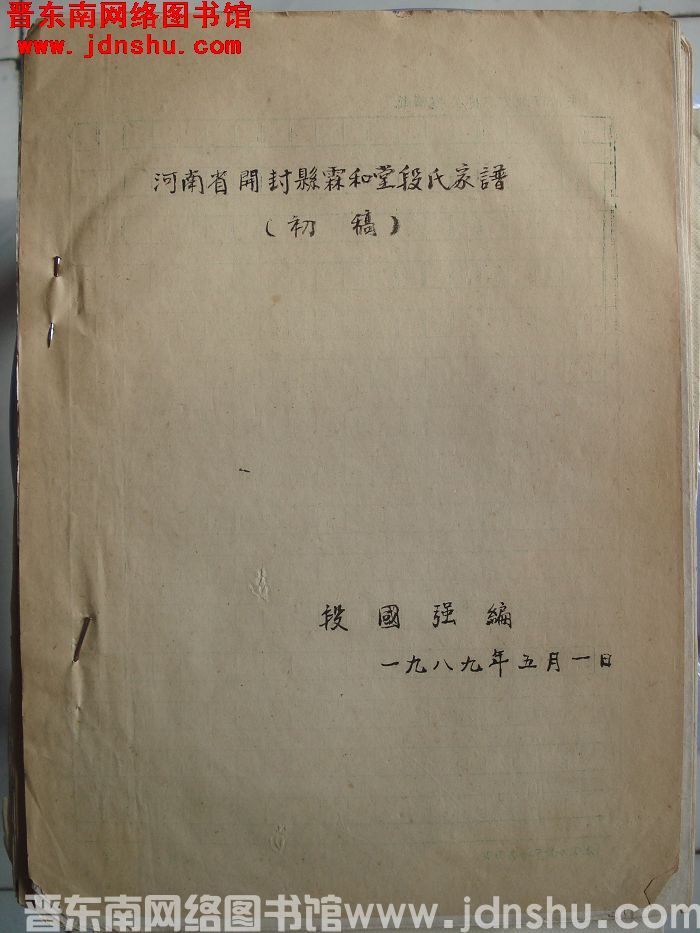 晋东南网络图书馆
www.jdnshu.com
河南省開封縣霖和堂段氏家譜
（初稿）
段國强編
一九八九年五月一日
晋东南网络图书馆www.jdnshu.com